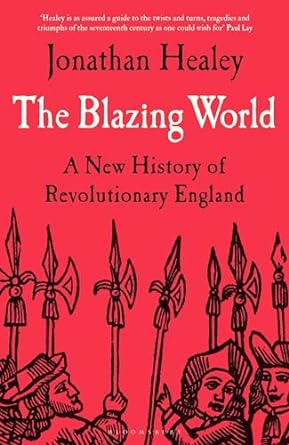 'Healey is as assured a guide to the twists and turns, tragedies and
triumphs of the seventeenth century as one could wish for' Paul Lay
Jonathan Healey
The Blazing World
A New History of
Revolutionary England
BLOOMSBURY